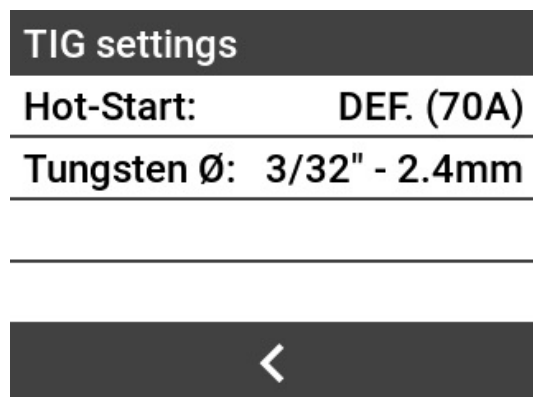 TIG settings
Hot-Start: DEF. (70A)
Tungsten Ø: 3/32" - 2.4mm